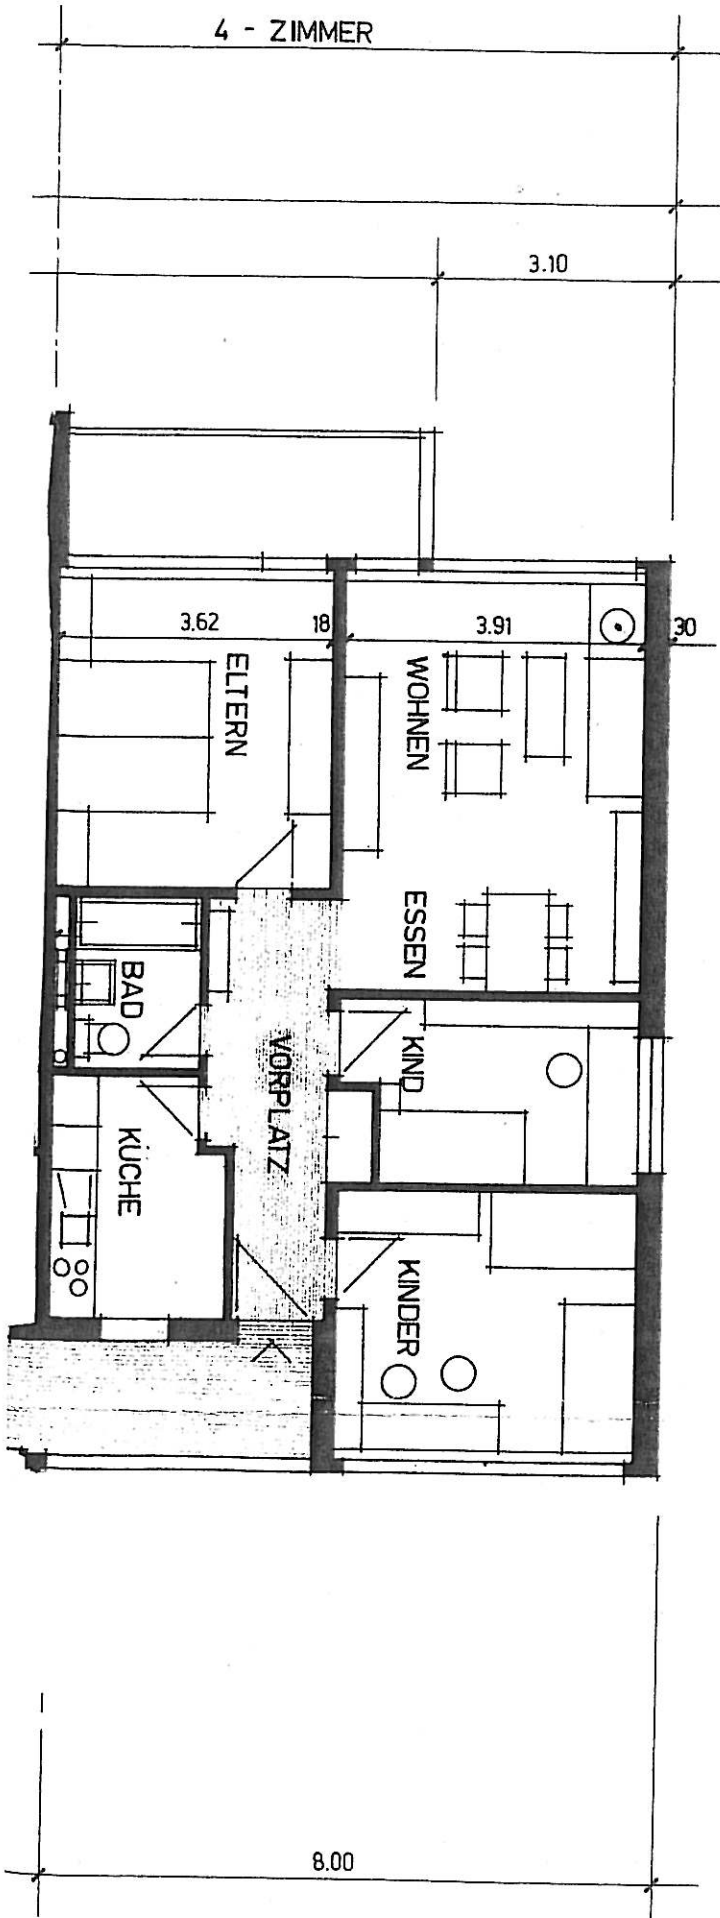 4 - ZIMMER
3.10
3.62
18
3.91
30
ELTERN
WOHNEN
ESSEN
BAD
VORPLATZ
KIND
KÜCHE
KINDER
8.00